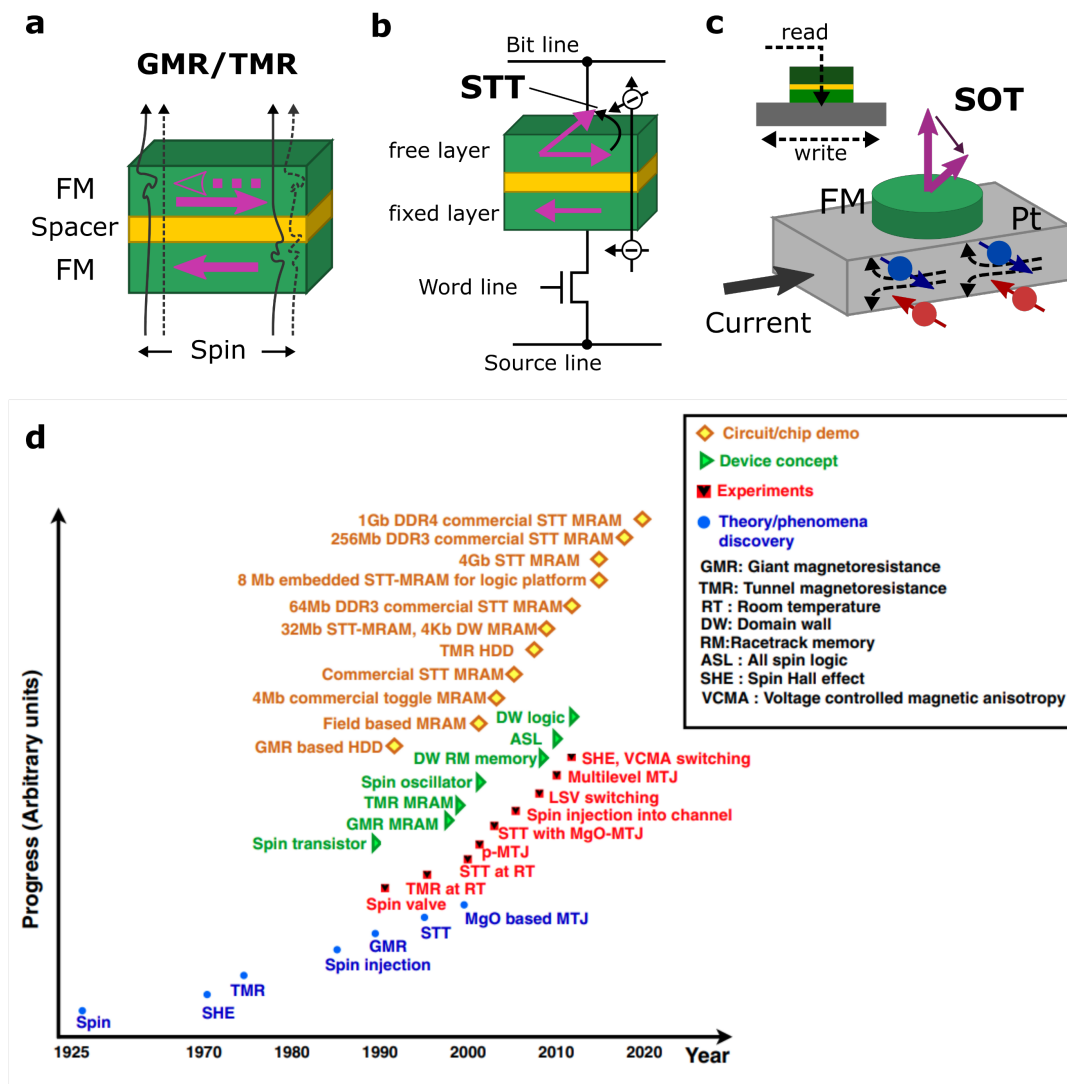 a
GMR/TMR
FM
Spacer
FM
Spin
b
Bit line
STT
free layer
fixed layer
Word line
Source line
c
read
write
SOT
FM
Pt
Current
d
Circuit/chip demo
Device concept
Experiments
Theory/phenomena
discovery
GMR: Giant magnetoresistance
TMR: Tunnel magnetoresistance
RT : Room temperature
DW: Domain wall
RM:Racetrack memory
ASL : All spin logic
SHE : Spin Hall effect
VCMA : Voltage controlled magnetic anisotropy
1Gb DDR4 commercial STT MRAM
256Mb DDR3 commercial STT MRAM
4Gb STT MRAM
8 Mb embedded STT-MRAM for logic platform
64Mb DDR3 commercial STT MRAM
32Mb STT-MRAM, 4Kb DW MRAM
TMR HDD
Commercial STT MRAM
4Mb commercial toggle MRAM
Field based MRAM
GMR based HDD
DW logic
ASL
DW RM memory
Spin oscillator
TMR MRAM
GMR MRAM
Spin transistor
SHE, VCMA switching
Multilevel MTJ
LSV switching
Spin injection into channel
STT with MgO-MTJ
p-MTJ
STT at RT
TMR at RT
Spin valve
MgO based MTJ
STT
GMR
Spin injection
TMR
SHE
Spin
Progress (Arbitrary units)
1925 1970 1980 1990 2000 2010 2020 Year